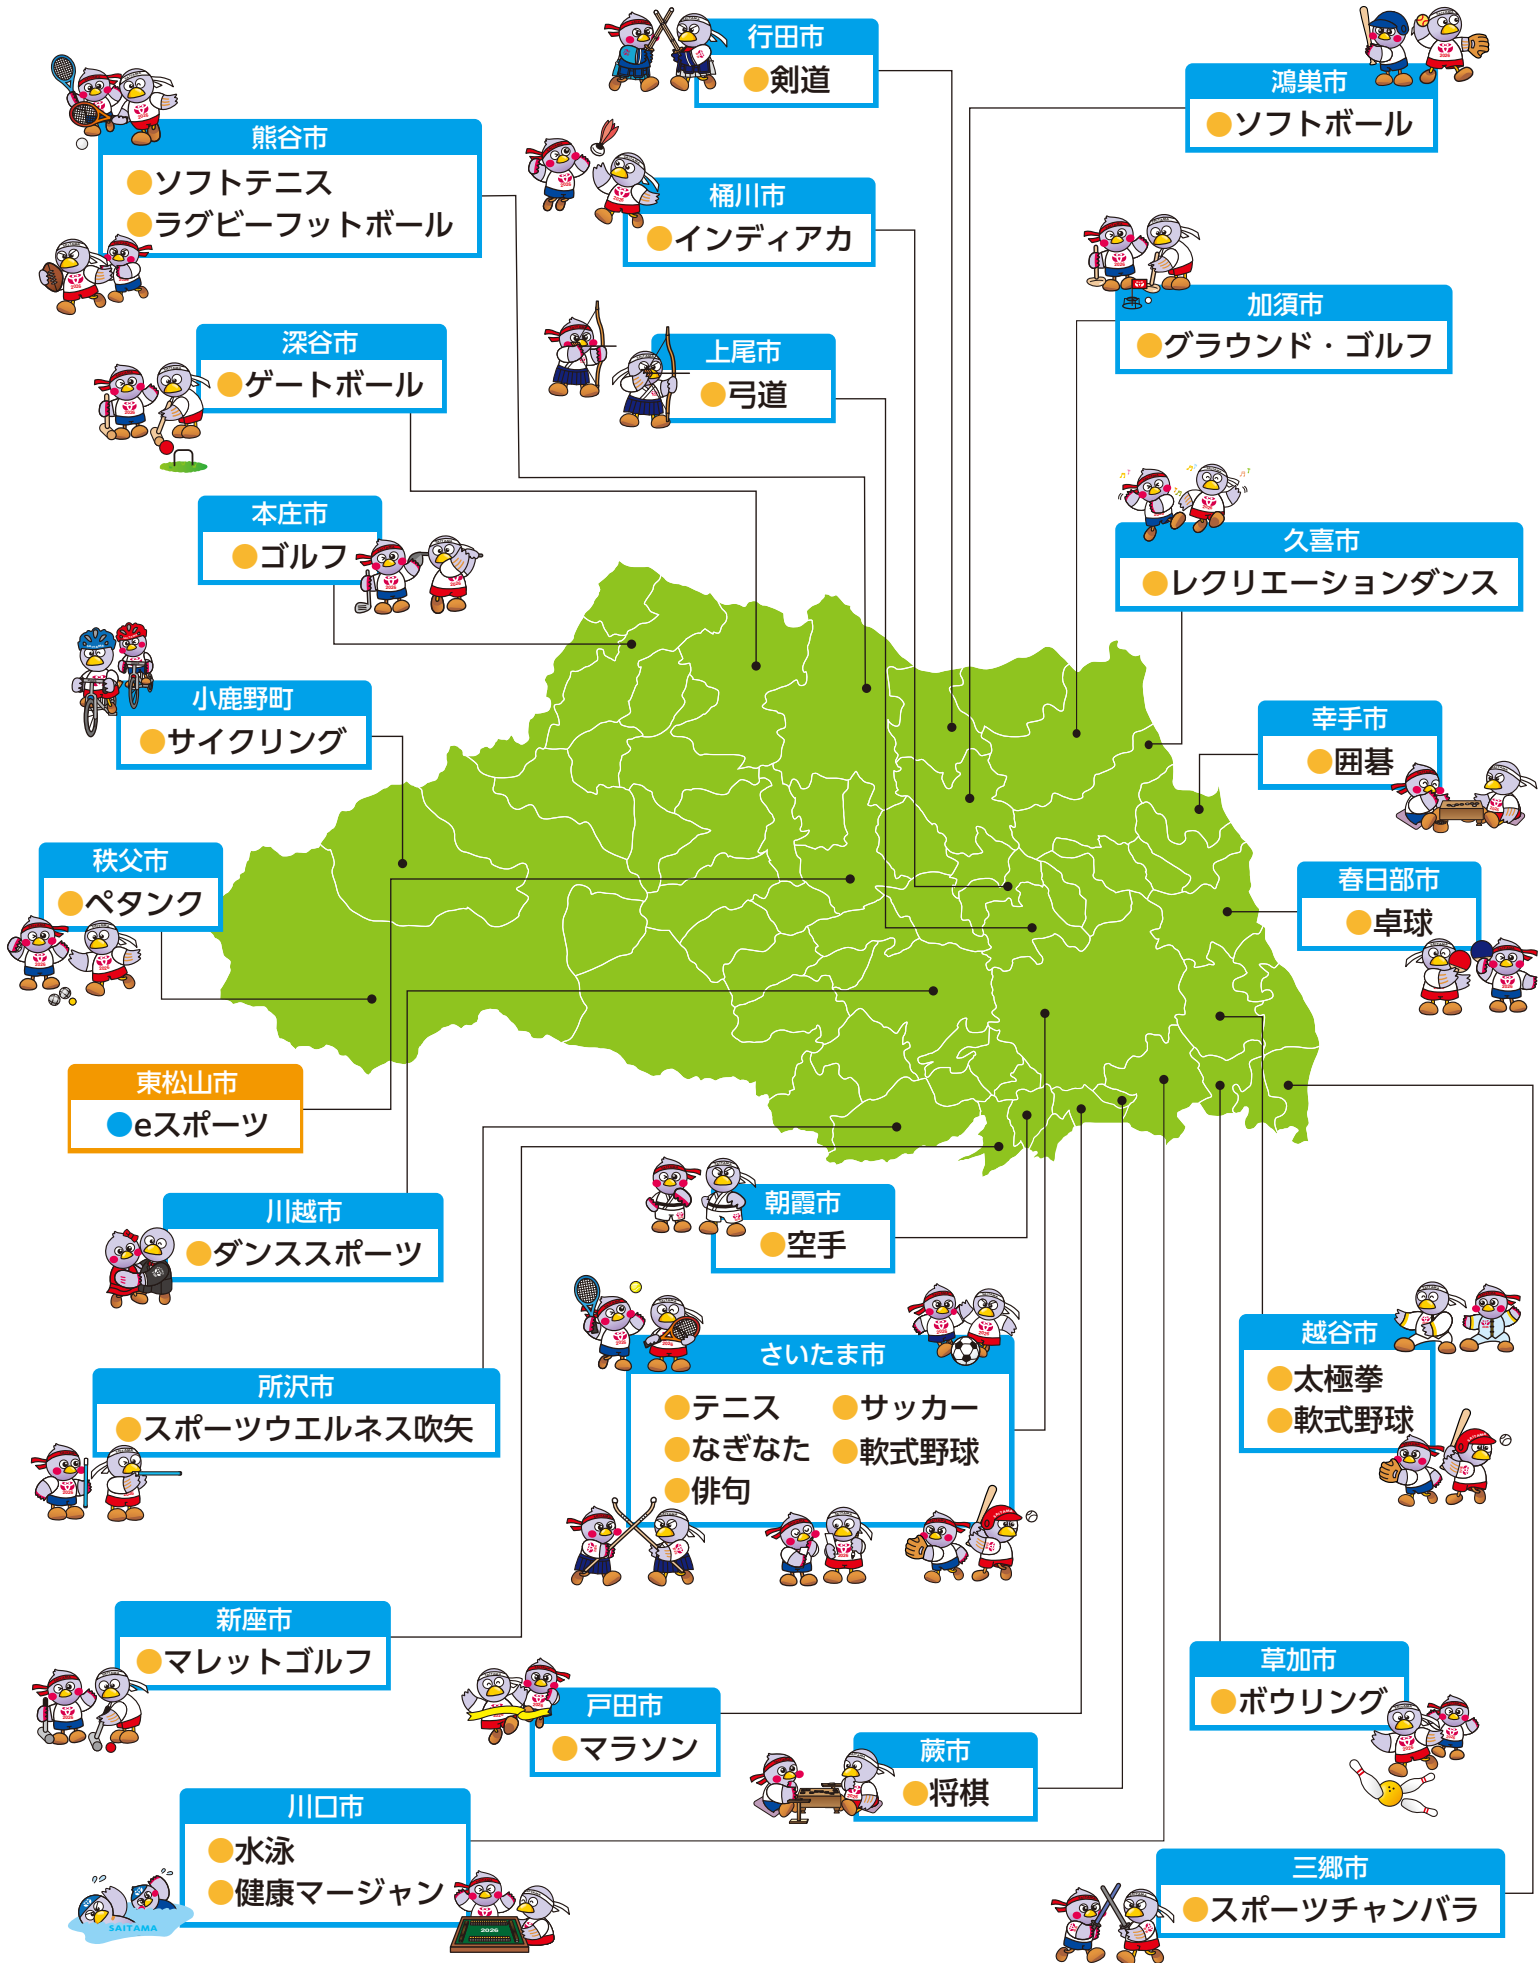 行田市
●剣道
鴻巣市
●ソフトボール
熊谷市
●ソフトテニス
●ラグビーフットボール
桶川市
●インディアカ
加須市
●グラウンド・ゴルフ
深谷市
●ゲートボール
上尾市
●弓道
本庄市
●ゴルフ
久喜市
●レクリエーションダンス
小鹿野町
●サイクリング
幸手市
●囲碁
秩父市
●ペタンク
春日部市
●卓球
東松山市
●eスポーツ
川越市
●ダンススポーツ
朝霞市
●空手
さいたま市
●テニス
●サッカー
●なぎなた
●軟式野球
●俳句
越谷市
●太極拳
●軟式野球
所沢市
●スポーツウエルネス吹矢
新座市
●マレットゴルフ
戸田市
●マラソン
草加市
●ボウリング
蕨市
●将棋
川口市
●水泳
●健康マージャン
SAITAMA
2026
三郷市
●スポーツチャンバラ